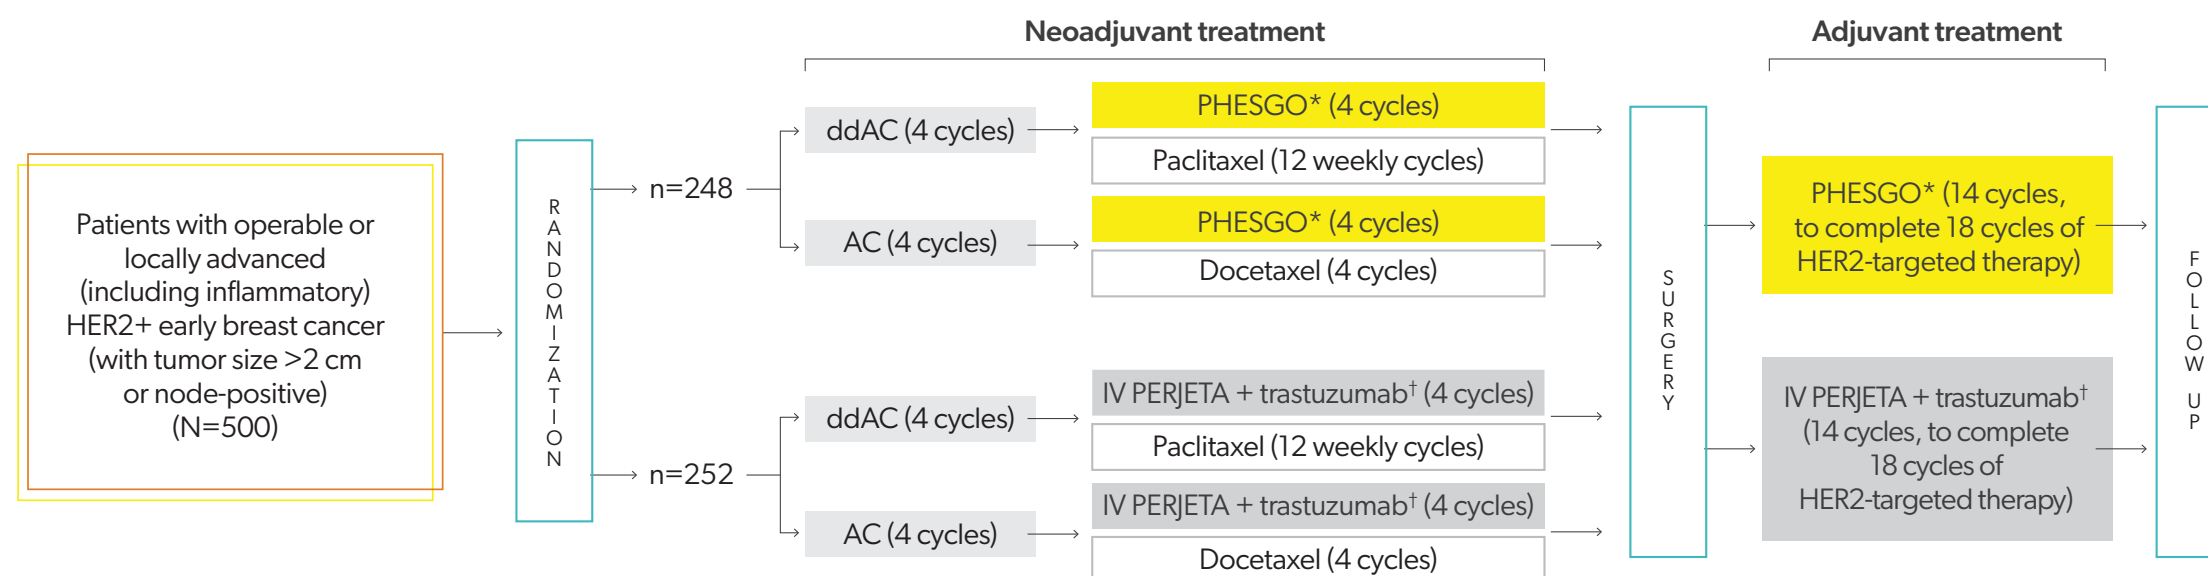 Neoadjuvant treatment
Adjuvant treatment
Patients with operable or
locally advanced
(including inflammatory)
HER2+ early breast cancer
(with tumor size >2 cm
or node-positive)
(N=500)
RANDOMIZATION
n=248
ddAC (4 cycles)
PHESGO* (4 cycles)
Paclitaxel (12 weekly cycles)
AC (4 cycles)
PHESGO* (4 cycles)
Docetaxel (4 cycles)
n=252
ddAC (4 cycles)
IV PERJETA + trastuzumab† (4 cycles)
Paclitaxel (12 weekly cycles)
AC (4 cycles)
IV PERJETA + trastuzumab† (4 cycles)
Docetaxel (4 cycles)
SURGERY
PHESGO* (14 cycles,
to complete 18 cycles of
HER2-targeted therapy)
IV PERJETA + trastuzumab†
(14 cycles, to complete
18 cycles of
HER2-targeted therapy)
FOLLOW UP